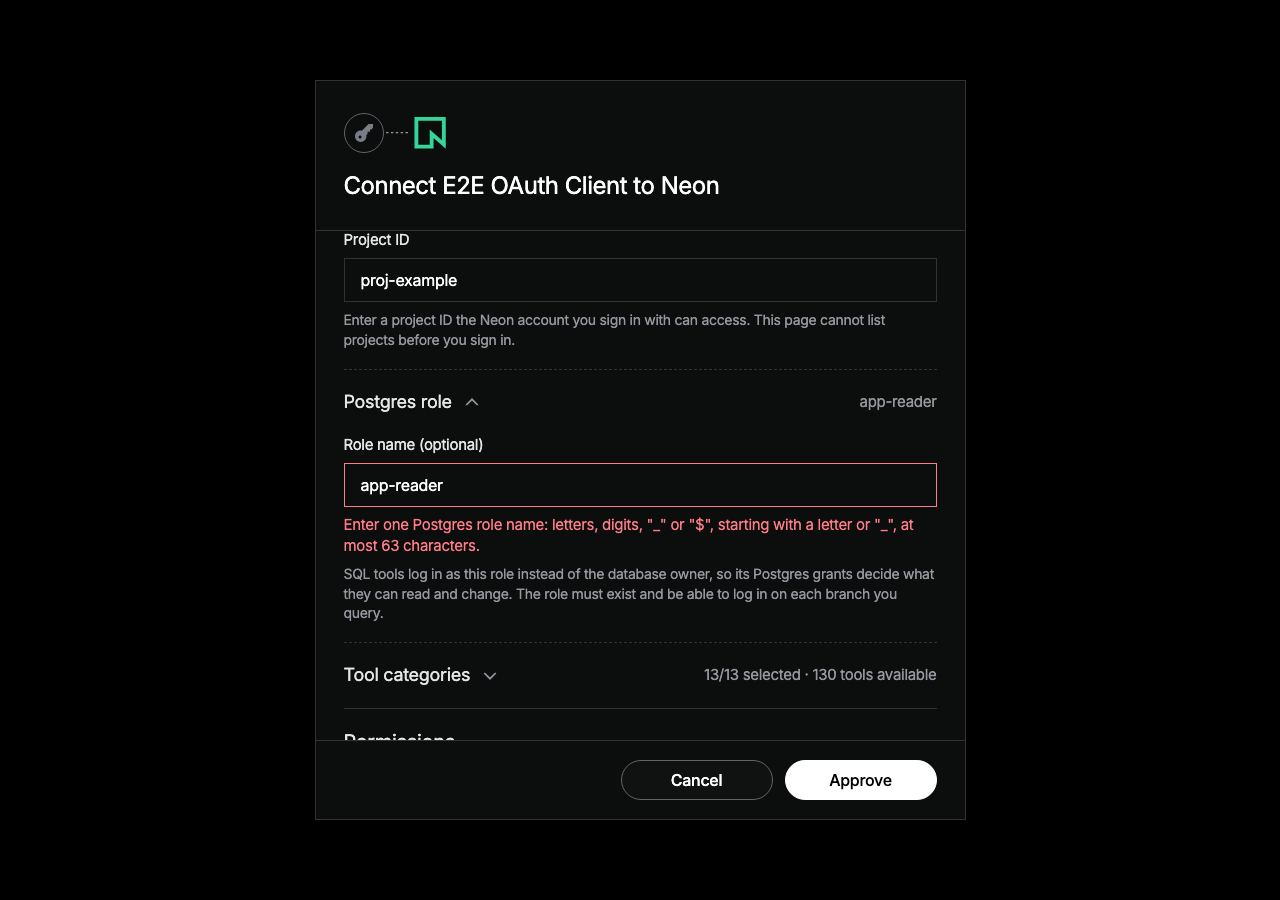 Connect E2E OAuth Client to Neon
Project ID
proj-example
Enter a project ID the Neon account you sign in with can access. This page cannot list
projects before you sign in.
Postgres role
app-reader
Role name (optional)
app-reader
Enter one Postgres role name: letters, digits, "_" or "$", starting with a letter or "_", at
most 63 characters.
SQL tools log in as this role instead of the database owner, so its Postgres grants decide what
they can read and change. The role must exist and be able to log in on each branch you
query.
Tool categories
13/13 selected · 130 tools available
Permissions
Cancel
Approve